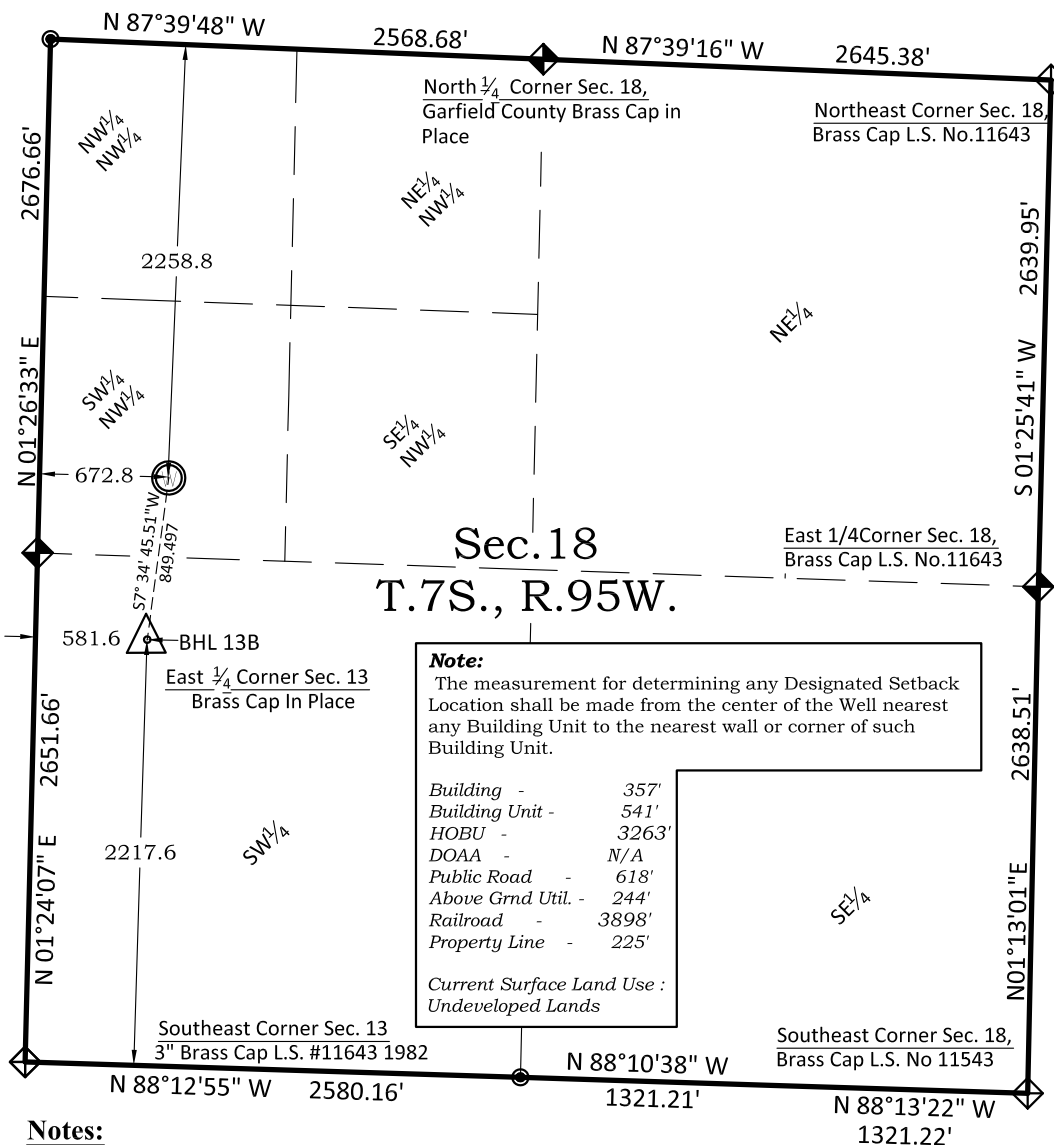 N 87°39'48" W
2568.68'
N 87°39'16" W
2645.38'
North 1/4 Corner Sec. 18,
Garfield County Brass Cap in
Place
Northeast Corner Sec. 18,
Brass Cap L.S. No.11643
NW1/4
NW1/4
NE1/4
NW1/4
2676.66'
2639.95'
2258.8
NE1/4
N 01°26'33" E
S 01°25'41" W
SW1/4
NW1/4
SE1/4
NW1/4
672.8
W
S7° 34' 45.51"W
849.497
Sec.18
T.7S., R.95W.
East 1/4Corner Sec. 18,
Brass Cap L.S. No.11643
581.6
BHL 13B
East 1/4 Corner Sec. 13
Brass Cap In Place
Note:
The measurement for determining any Designated Setback
Location shall be made from the center of the Well nearest
any Building Unit to the nearest wall or corner of such
Building Unit.
Building - 357'
Building Unit - 541'
HOBU - 3263'
DOAA - N/A
Public Road - 618'
Above Grnd Util. - 244'
Railroad - 3898'
Property Line - 225'
Current Surface Land Use :
Undeveloped Lands
2651.66'
2638.51'
N 01°24'07" E
2217.6
SW1/4
SE1/4
N01°13'01"E
Southeast Corner Sec. 13
3" Brass Cap L.S. #11643 1982
Southeast Corner Sec. 18,
Brass Cap L.S. No 11543
N 88°12'55" W
2580.16'
N 88°10'38" W
1321.21'
N 88°13'22" W
1321.22'
Notes: